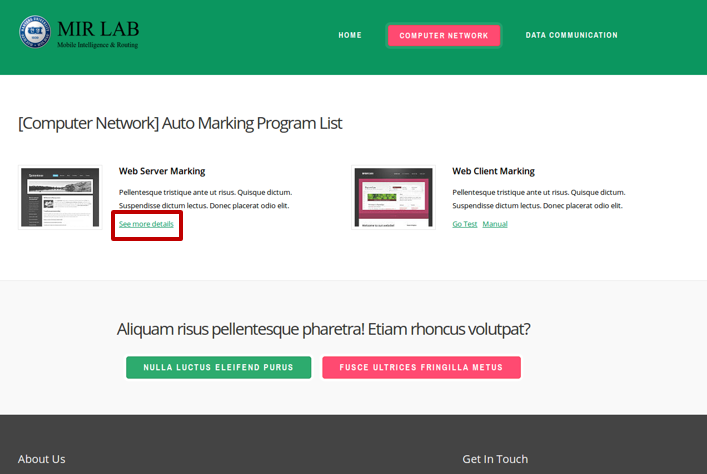 MIR LAB
Mobile Intelligence & Routing
HOME
COMPUTER NETWORK
DATA COMMUNICATION
[Computer Network] Auto Marking Program List
Web Server Marking
Pellentesque tristique ante ut risus. Quisque dictum.
Suspendisse dictum lectus. Donec placerat odio elit.
See more details
Web Client Marking
Pellentesque tristique ante ut risus. Quisque dictum.
Suspendisse dictum lectus. Donec placerat odio elit.
Go Test Manual
Aliquam risus pellentesque pharetra! Etiam rhoncus volutpat?
NULLA LUCTUS ELEIFEND PURUS
FUSCE ULTRICES FRINGILLA METUS
About Us
Get In Touch